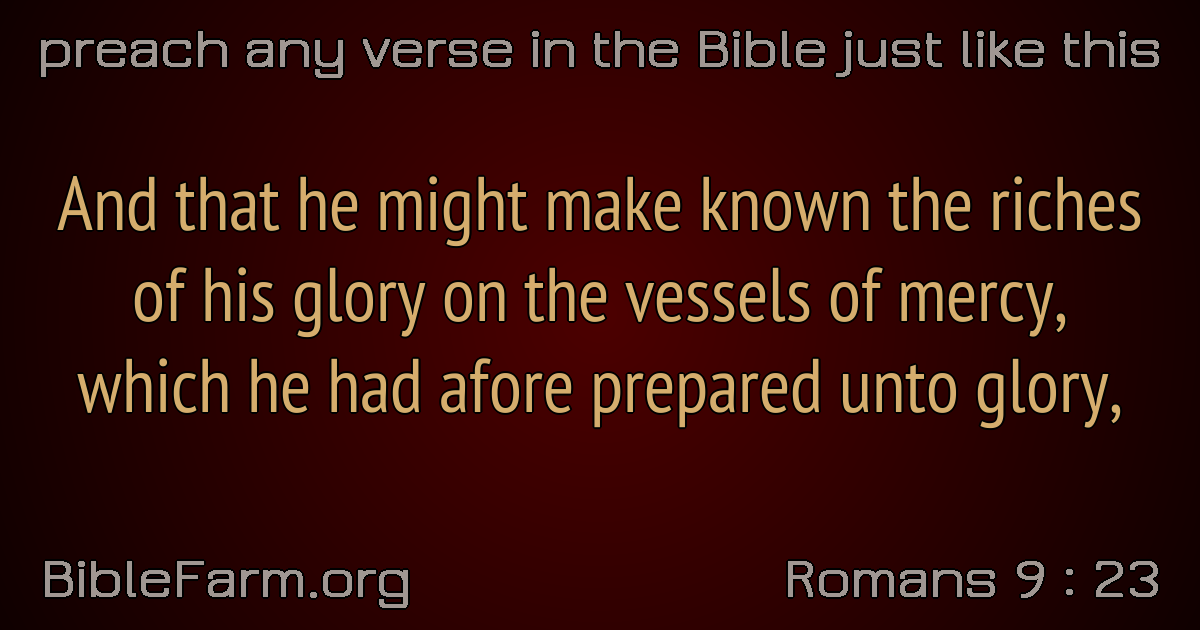 preach any verse in the Bible just like this
And that he might make known the riches
of his glory on the vessels of mercy,
which he had afore prepared unto glory,
BibleFarm.org
Romans 9 : 23